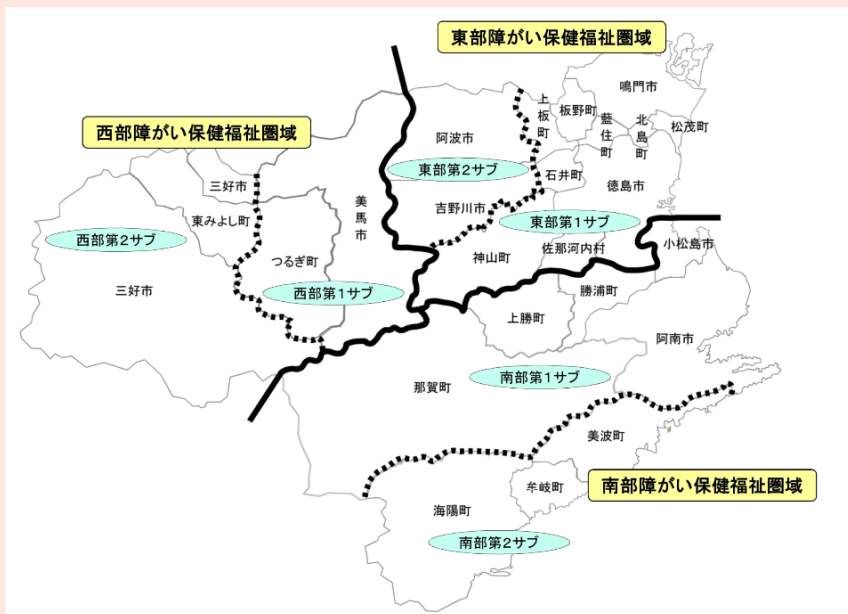 東部障がい保健福祉圏域
鳴門市
上板町
板野町
藍住町
北島町
松茂町
西部障がい保健福祉圏域
阿波市
東部第2サブ
石井町
徳島市
三好市
美馬市
吉野川市
東部第1サブ
東みよし町
西部第2サブ
つるぎ町
神山町
佐那河内村
小松島市
三好市
西部第1サブ
勝浦町
上勝町
阿南市
那賀町
南部第1サブ
美波町
牟岐町
南部障がい保健福祉圏域
海陽町
南部第2サブ